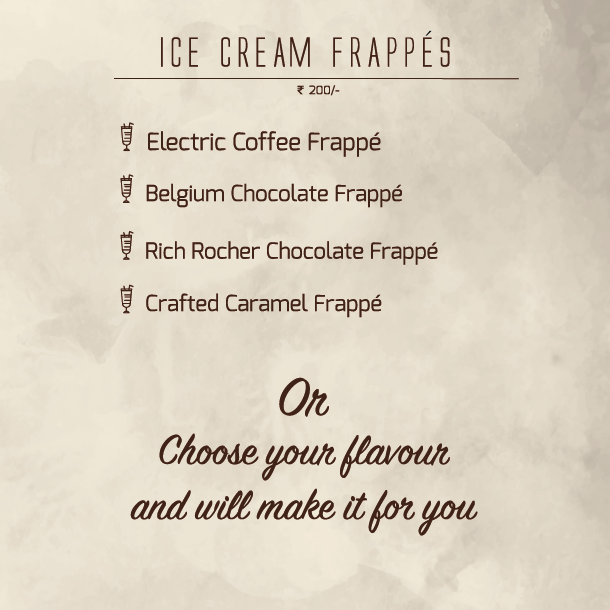 ICE CREAM FRAPPÉS
₹ 200/-
Electric Coffee Frappé
Belgium Chocolate Frappé
Rich Rocher Chocolate Frappé
Crafted Caramel Frappé
Or
Choose your flavour
and will make it for you